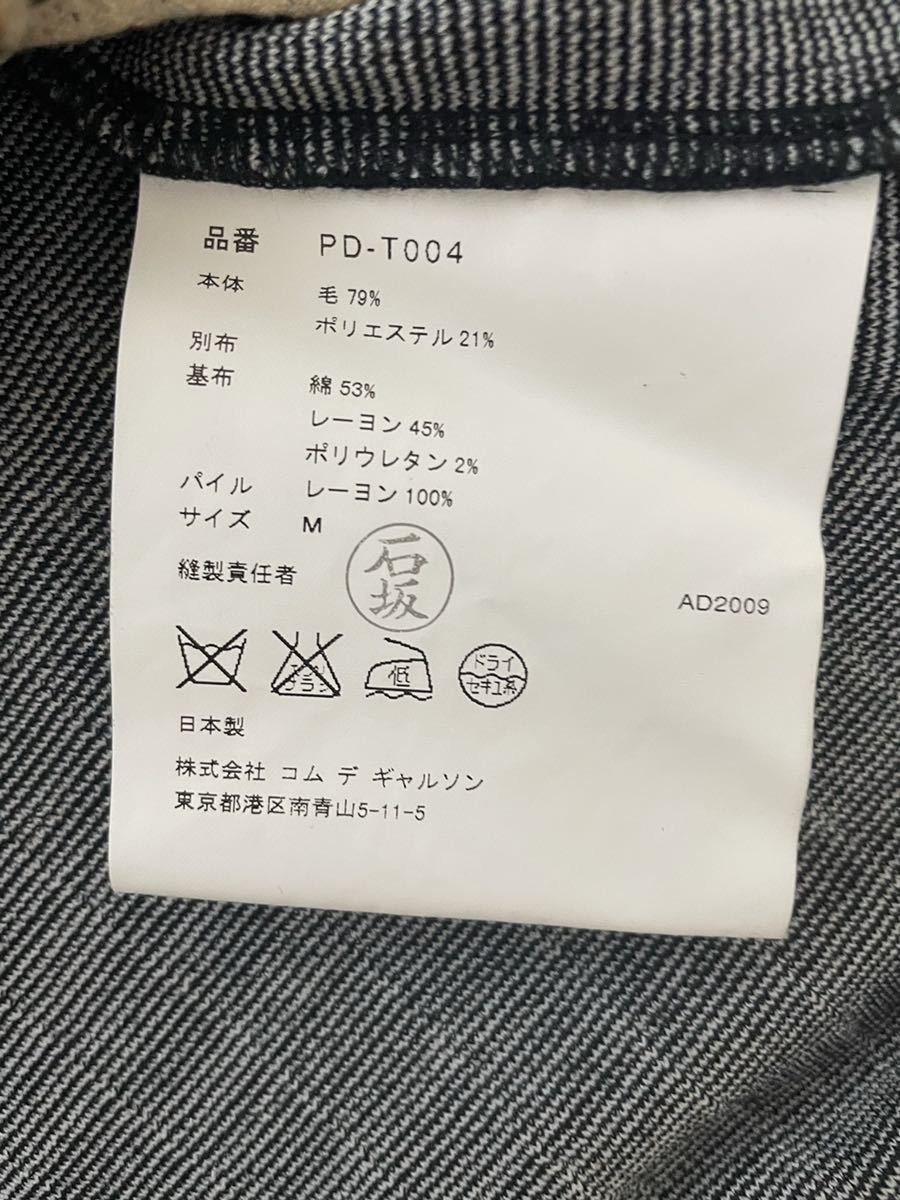 品番 PD-T004
本体 毛 79%
ポリエステル 21%
別布
基布 綿 53%
レーヨン 45%
ポリウレタン 2%
パイル レーヨン 100%
サイズ M
縫製責任者 石坂
AD2009
低 ドライ
セキユ系
日本製
株式会社 コム デ ギャルソン
東京都港区南青山5-11-5